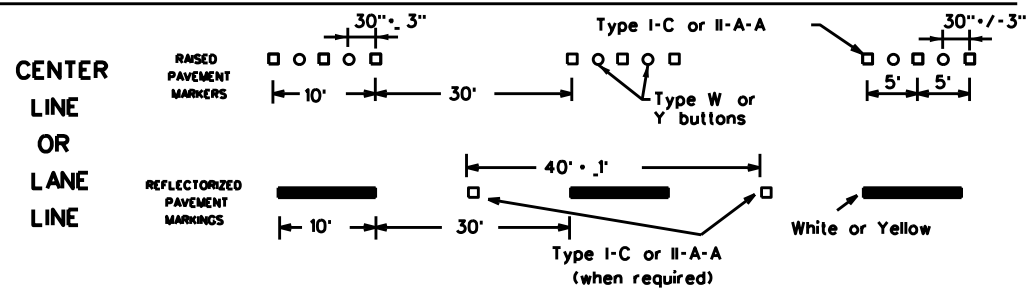 CENTER
LINE
OR
LANE
LINE
RAISED
PAVEMENT
MARKERS
30"·_ 3"
Type I-C or II-A-A
30"·/-3"
10'
30'
Type W or
Y buttons
5'
5'
REFLECTORIZED
PAVEMENT
MARKINGS
40' ·_1'
10'
30'
Type I-C or II-A-A
(when required)
White or Yellow